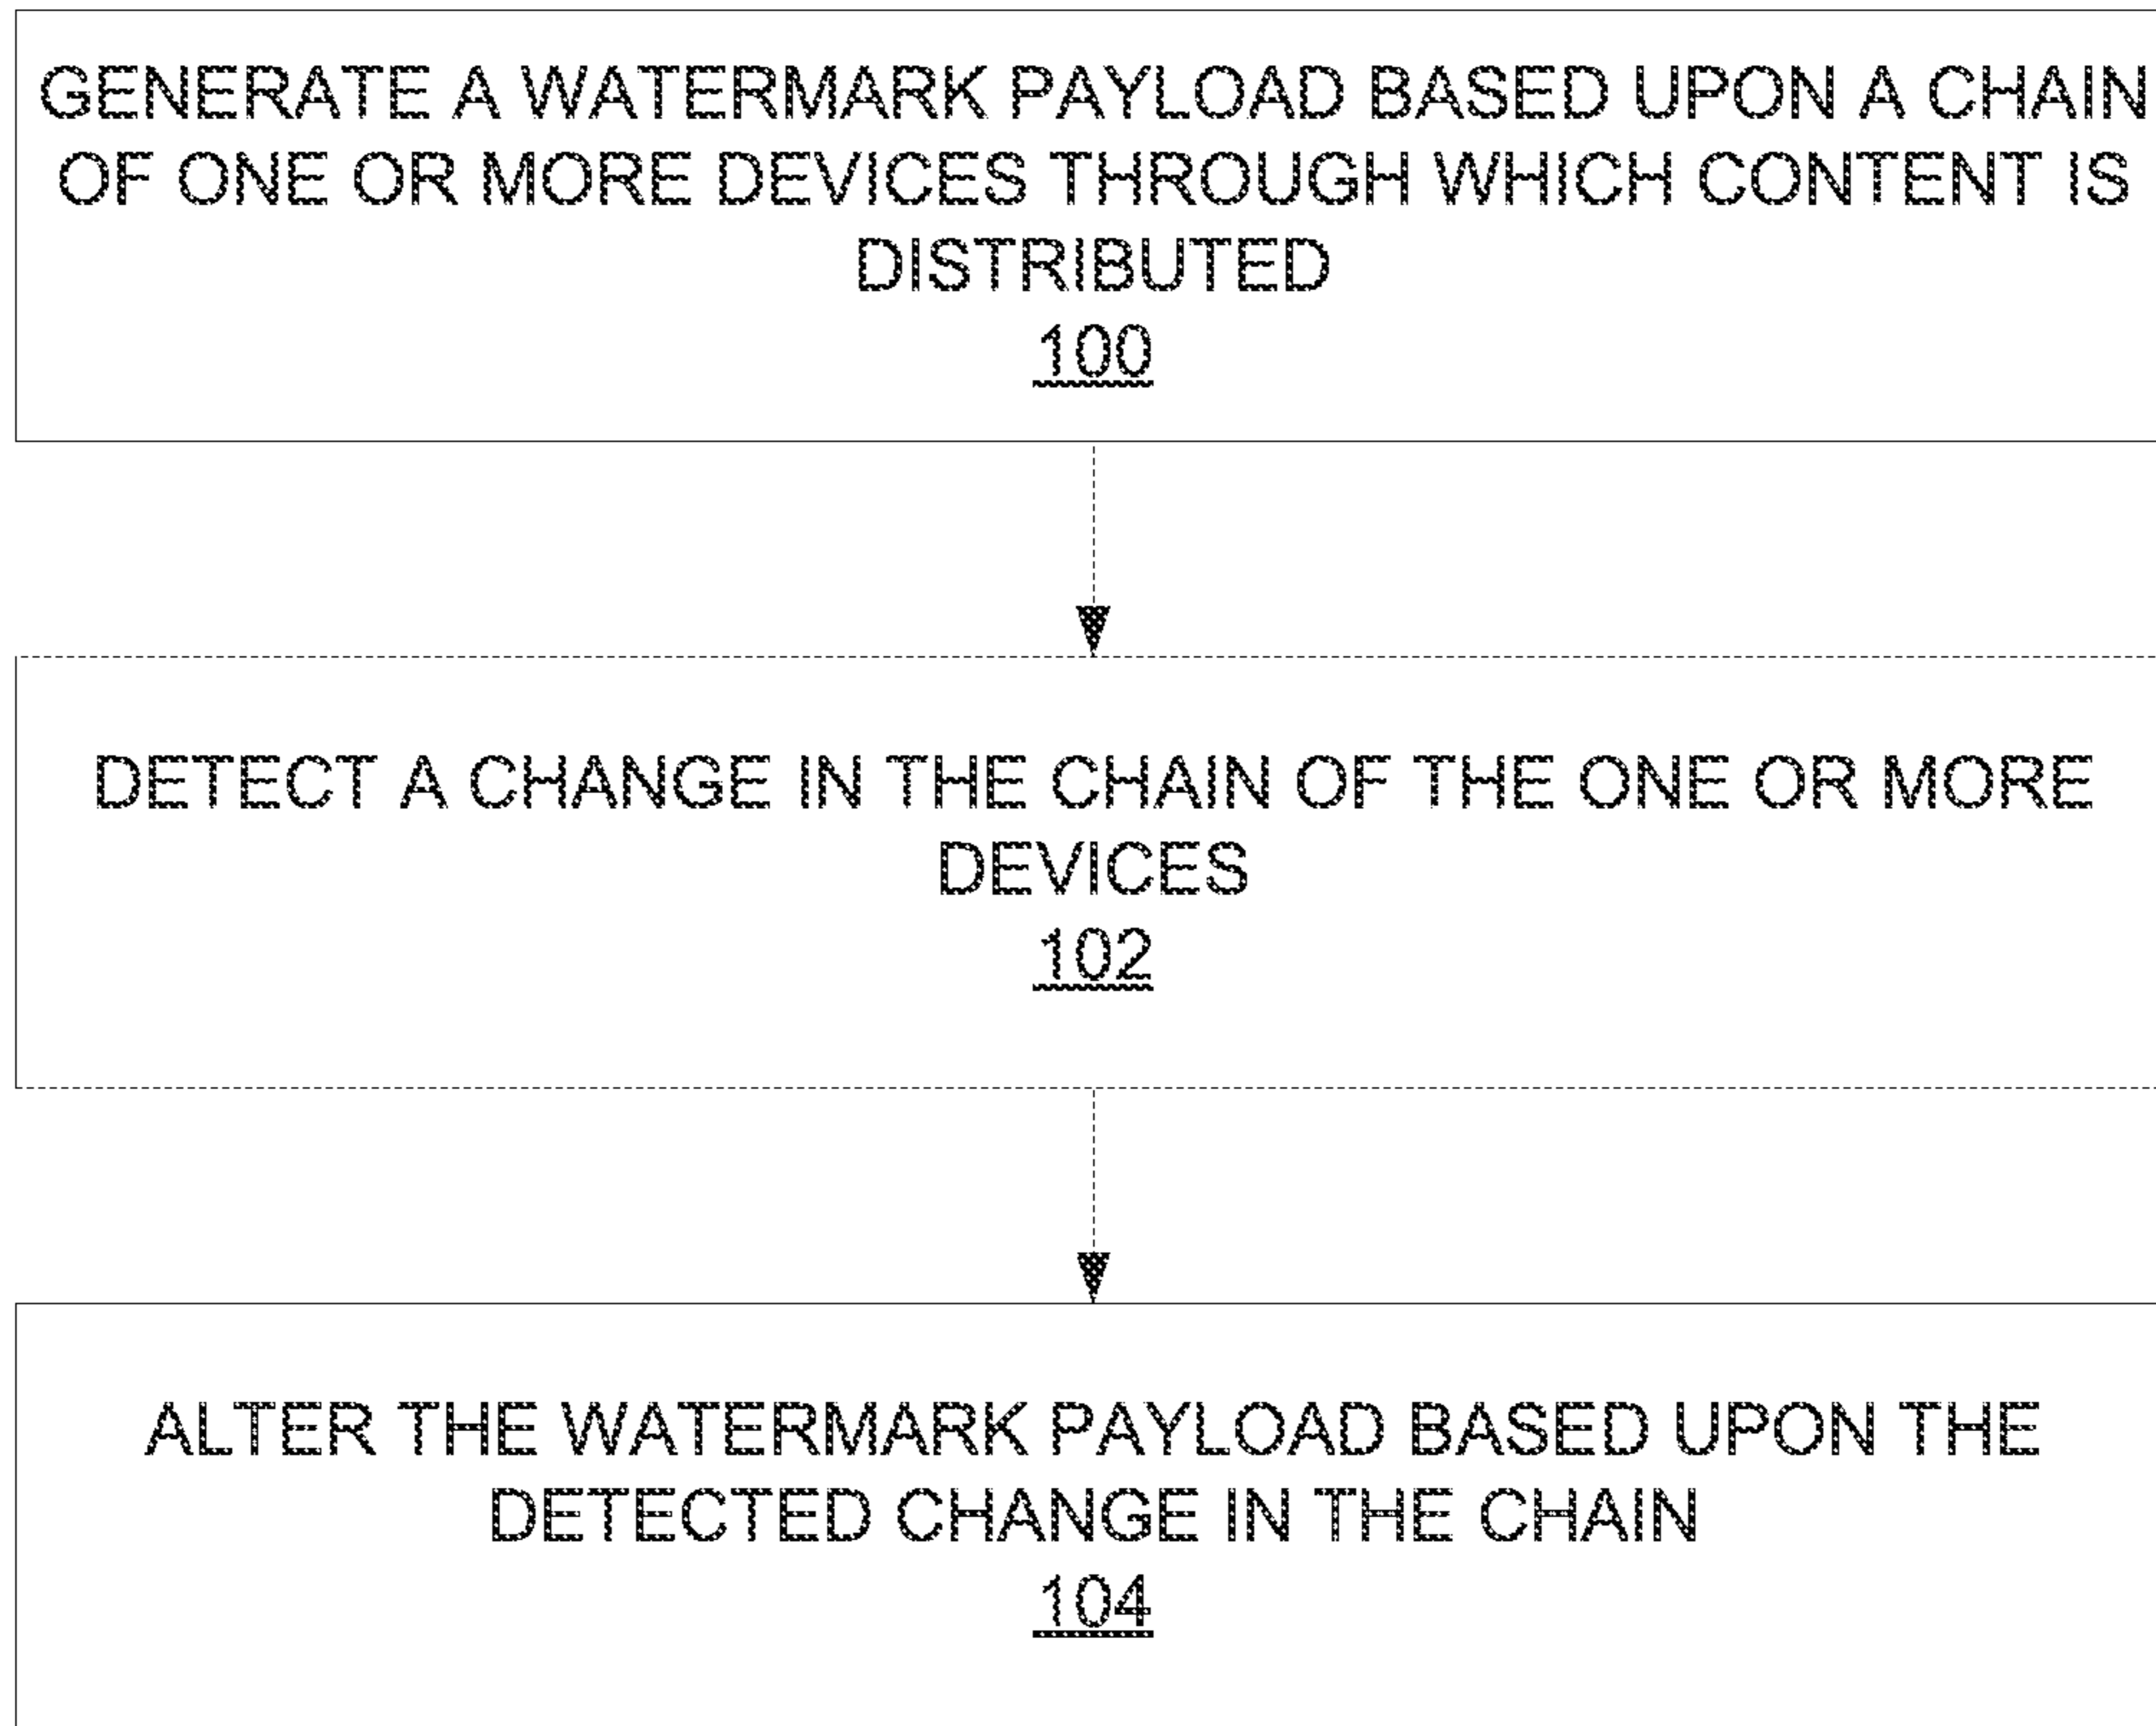 GENERATE A WATERMARK PAYLOAD BASED UPON A CHAIN
OF ONE OR MORE DEVICES THROUGH WHICH CONTENT IS
DISTRIBUTED
100
DETECT A CHANGE IN THE CHAIN OF THE ONE OR MORE
DEVICES
102
ALTER THE WATERMARK PAYLOAD BASED UPON THE
DETECTED CHANGE IN THE CHAIN
104